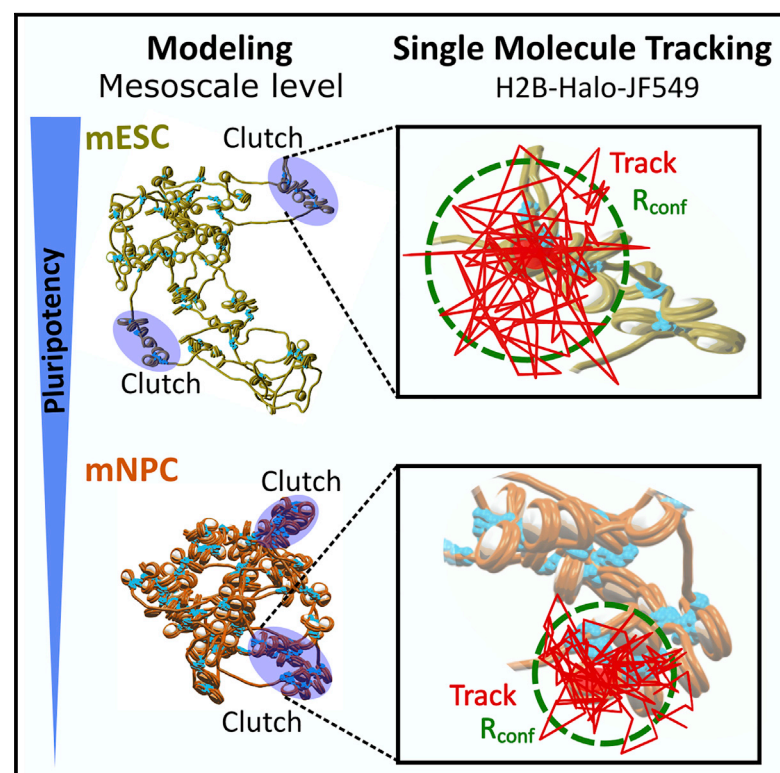 Modeling
Mesoscale level
Single Molecule Tracking
H2B-Halo-JF549
Pluripotency
mESC
Clutch
Clutch
Track
Rconf
mNPC
Clutch
Clutch
Track
Rconf